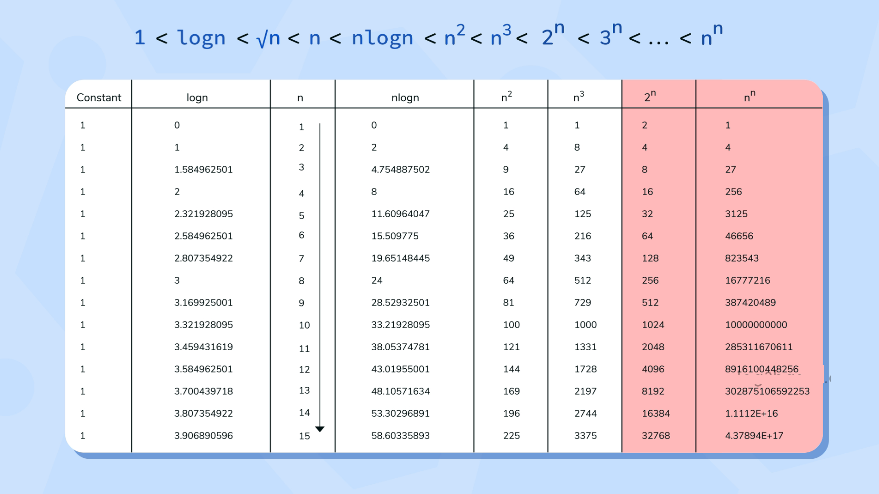 1 < logn < √n < n < nlogn < n² < n³ < 2ⁿ < 3ⁿ < ... < nⁿ
Constant logn n nlogn n² n³ 2ⁿ nⁿ
1 0 1 0 1 1 2 1
1 1 2 2 4 8 4 4
1 1.584962501 3 4.754887502 9 27 8 27
1 2 4 8 16 64 16 256
1 2.321928095 5 11.60964047 25 125 32 3125
1 2.584962501 6 15.509775 36 216 64 46656
1 2.807354922 7 19.65148445 49 343 128 823543
1 3 8 24 64 512 256 16777216
1 3.169925001 9 28.52932501 81 729 512 387420489
1 3.321928095 10 33.21928095 100 1000 1024 10000000000
1 3.459431619 11 38.05374781 121 1331 2048 285311670611
1 3.584962501 12 43.01955001 144 1728 4096 8916100448256
1 3.700439718 13 48.10571634 169 2197 8192 302875106592253
1 3.807354922 14 53.30296891 196 2744 16384 1.1112E+16
1 3.906890596 15 58.60335893 225 3375 32768 4.37894E+17